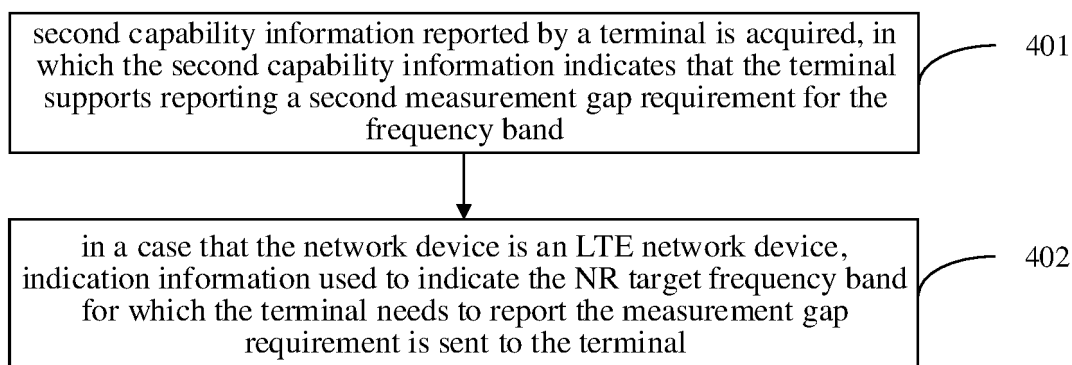 second capability information reported by a terminal is acquired, in
which the second capability information indicates that the terminal
supports reporting a second measurement gap requirement for the
frequency band
401
in a case that the network device is an LTE network device,
indication information used to indicate the NR target frequency band
for which the terminal needs to report the measurement gap
requirement is sent to the terminal
402